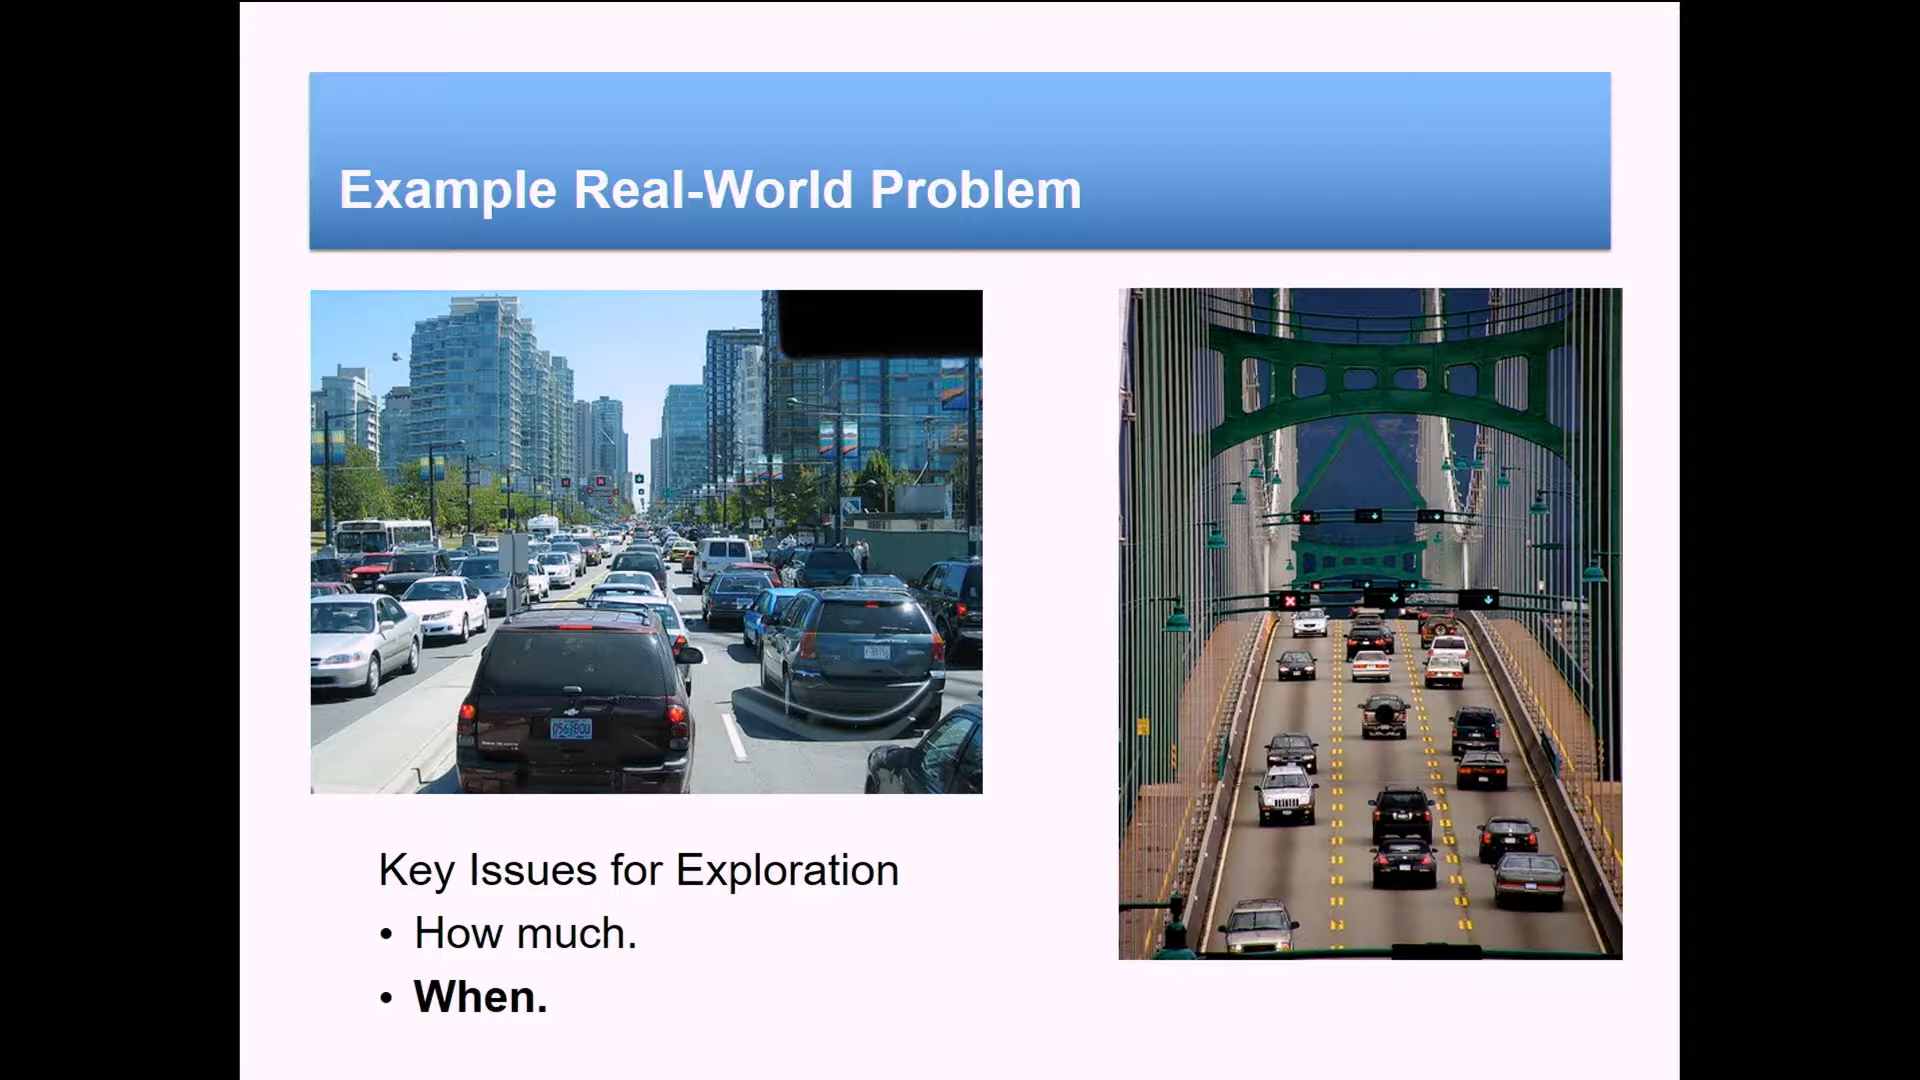 Example Real-World Problem
Key Issues for Exploration
• How much.
• When.